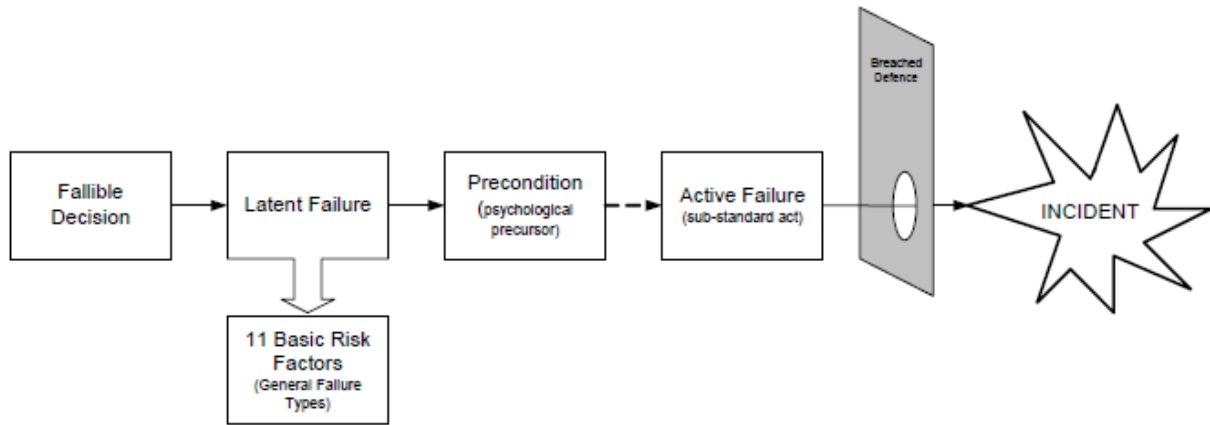 Breached
Defence
Fallible
Decision
Latent Failure
Precondition
(psychological
precursor)
Active Failure
(sub-standard act)
INCIDENT
11 Basic Risk
Factors
(General Failure
Types)